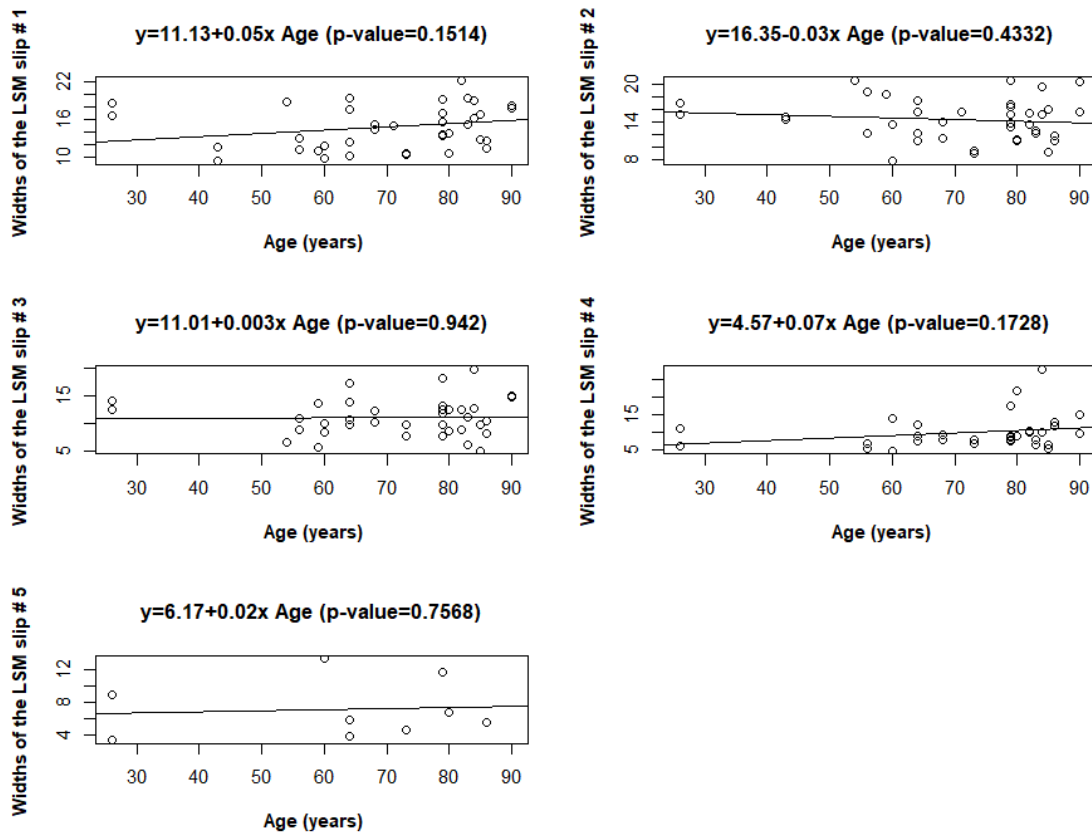 y=11.13+0.05x Age (p-value=0.1514)
Widths of the LSM slip # 1
22
16
10
30 40 50 60 70 80 90
Age (years)
y=16.35-0.03x Age (p-value=0.4332)
Widths of the LSM slip #2
20
14
8
30 40 50 60 70 80 90
Age (years)
y=11.01+0.003x Age (p-value=0.942)
Widths of the LSM slip # 3
15
5
30 40 50 60 70 80 90
Age (years)
y=4.57+0.07x Age (p-value=0.1728)
Widths of the LSM slip # 4
15
5
30 40 50 60 70 80 90
Age (years)
y=6.17+0.02x Age (p-value=0.7568)
Widths of the LSM slip # 5
12
8
4
30 40 50 60 70 80 90
Age (years)